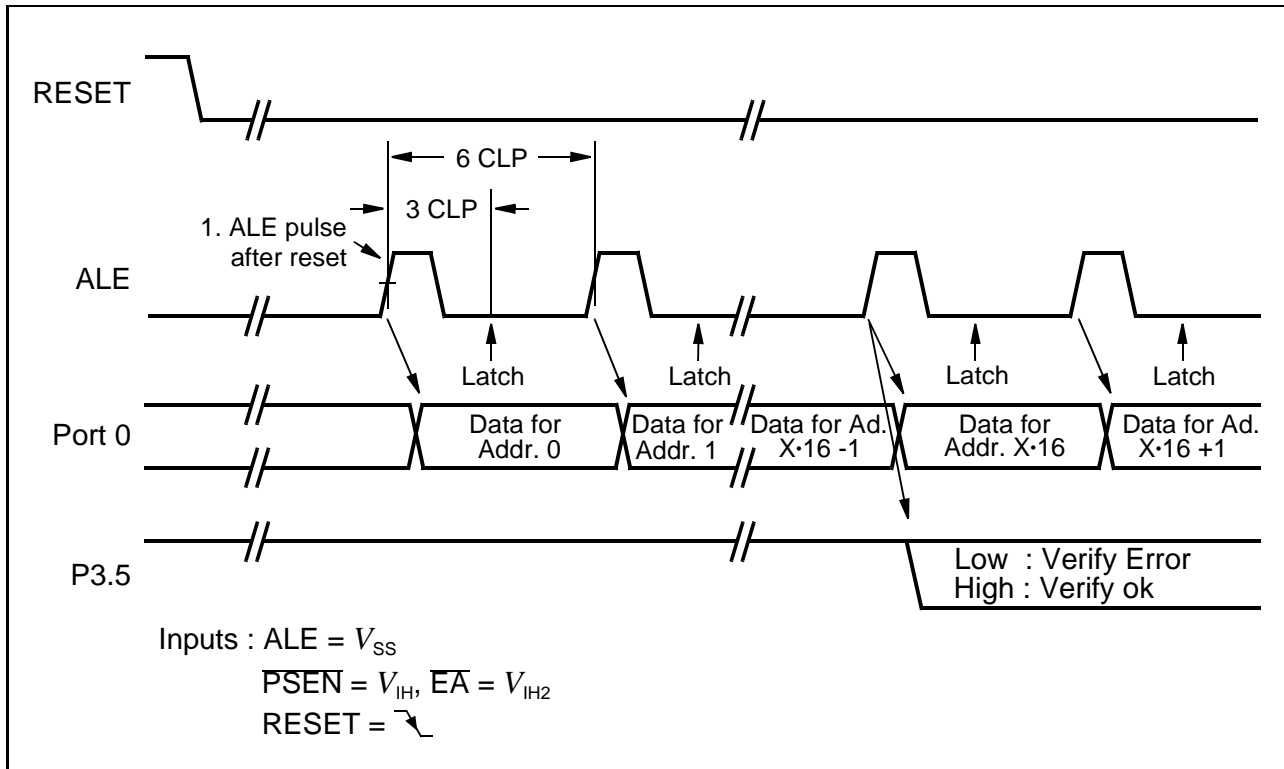 RESET
6 CLP
3 CLP
1. ALE pulse
after reset
ALE
Latch
Latch
Latch
Latch
Port 0
Data for
Addr. 0
Data for
Addr. 1
Data for Ad.
X·16 -1
Data for
Addr. X·16
Data for Ad.
X·16 +1
P3.5
Low : Verify Error
High : Verify ok
Inputs : ALE = VSS
PSEN = VIH, EA = VIH2
RESET =